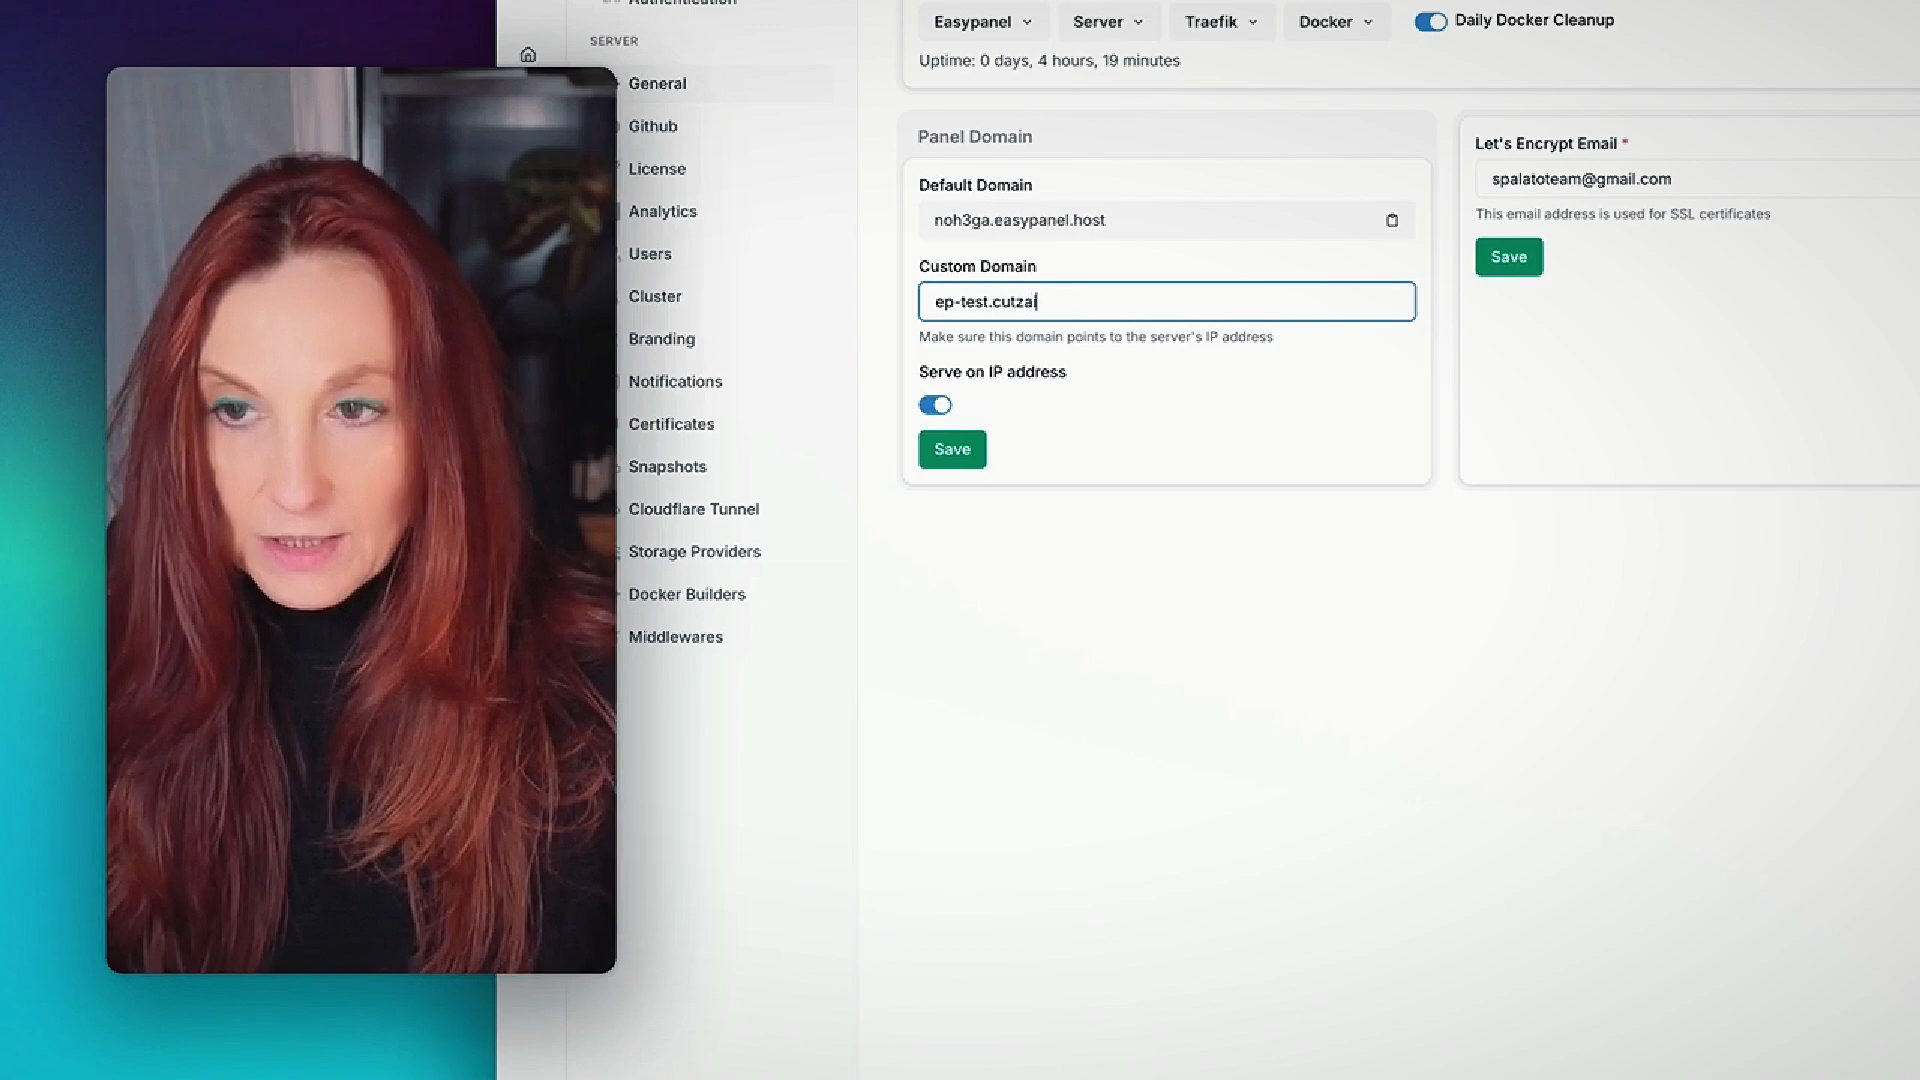 Authentication
SERVER
General
Github
License
Analytics
Users
Cluster
Branding
Notifications
Certificates
Snapshots
Cloudflare Tunnel
Storage Providers
Docker Builders
Middlewares
Easypanel
Server
Traefik
Docker
Daily Docker Cleanup
Uptime: 0 days, 4 hours, 19 minutes
Panel Domain
Default Domain
noh3ga.easypanel.host
Custom Domain
ep-test.cutzai
Make sure this domain points to the server's IP address
Serve on IP address
Save
Let's Encrypt Email *
spalatoteam@gmail.com
This email address is used for SSL certificates
Save